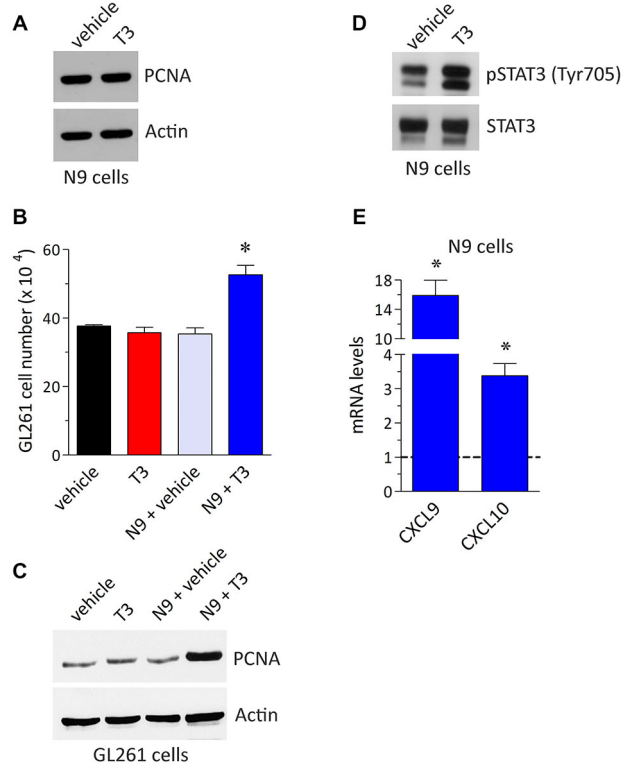 A
vehicle
T3
PCNA
Actin
N9 cells
B
GL261 cell number (x 10⁴)
60
40
20
0
*
vehicle
T3
N9 + vehicle
N9 + T3
C
vehicle
T3
N9 + vehicle
N9 + T3
PCNA
Actin
GL261 cells
D
vehicle
T3
pSTAT3 (Tyr705)
STAT3
N9 cells
E
N9 cells
mRNA levels
18
14
10
4
3
2
1
0
*
*
CXCL9
CXCL10